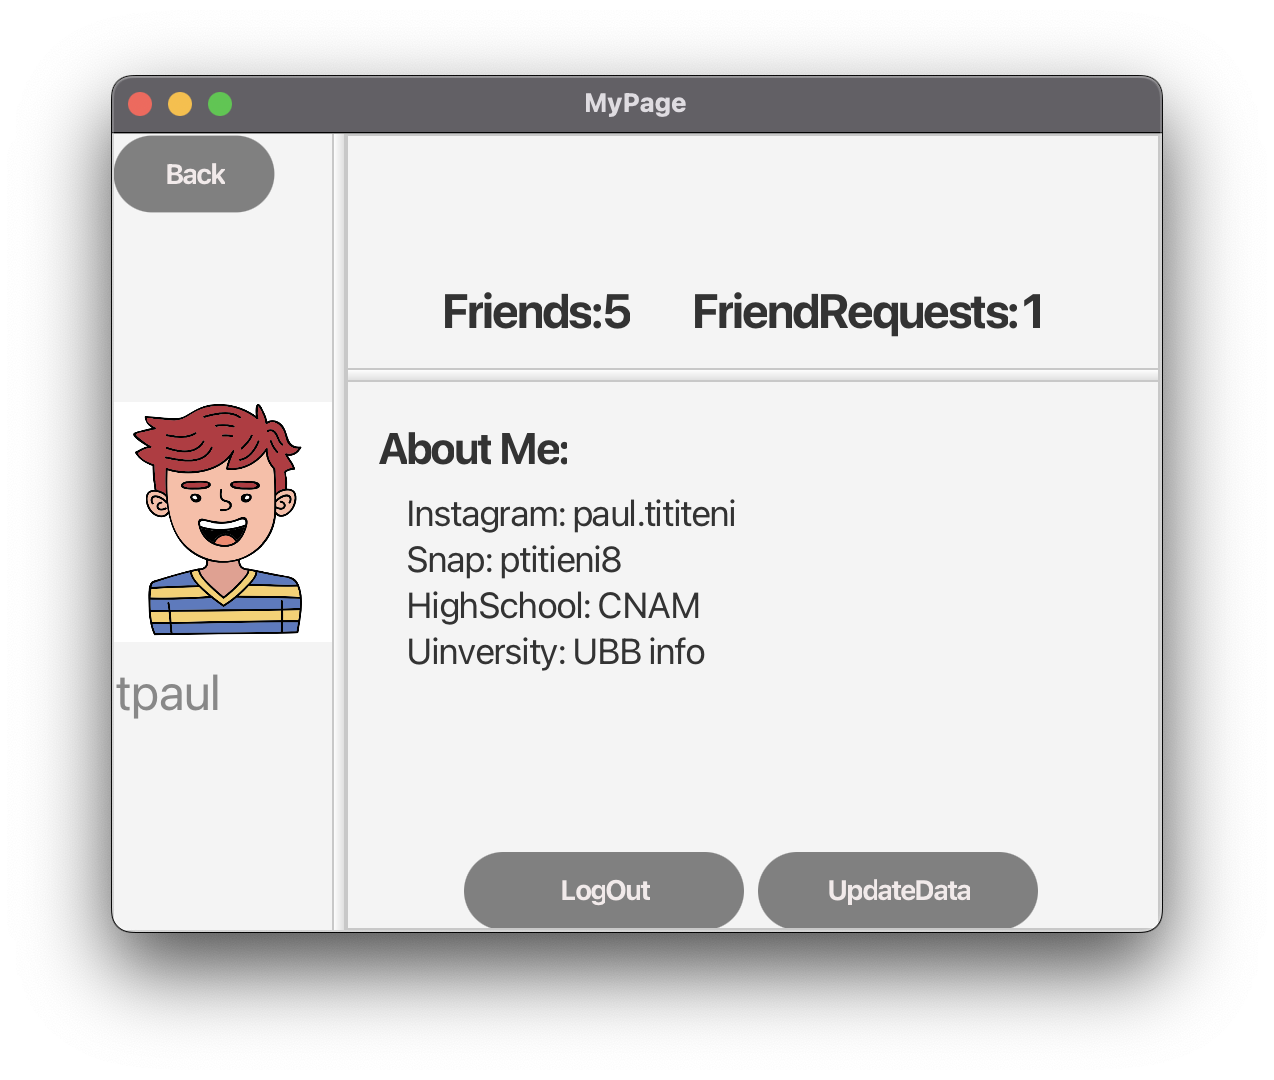 MyPage
Back
Friends:5 FriendRequests:1
About Me:
Instagram: paul.tititeni
Snap: ptitieni8
HighSchool: CNAM
Uinversity: UBB info
tpaul
LogOut UpdateData